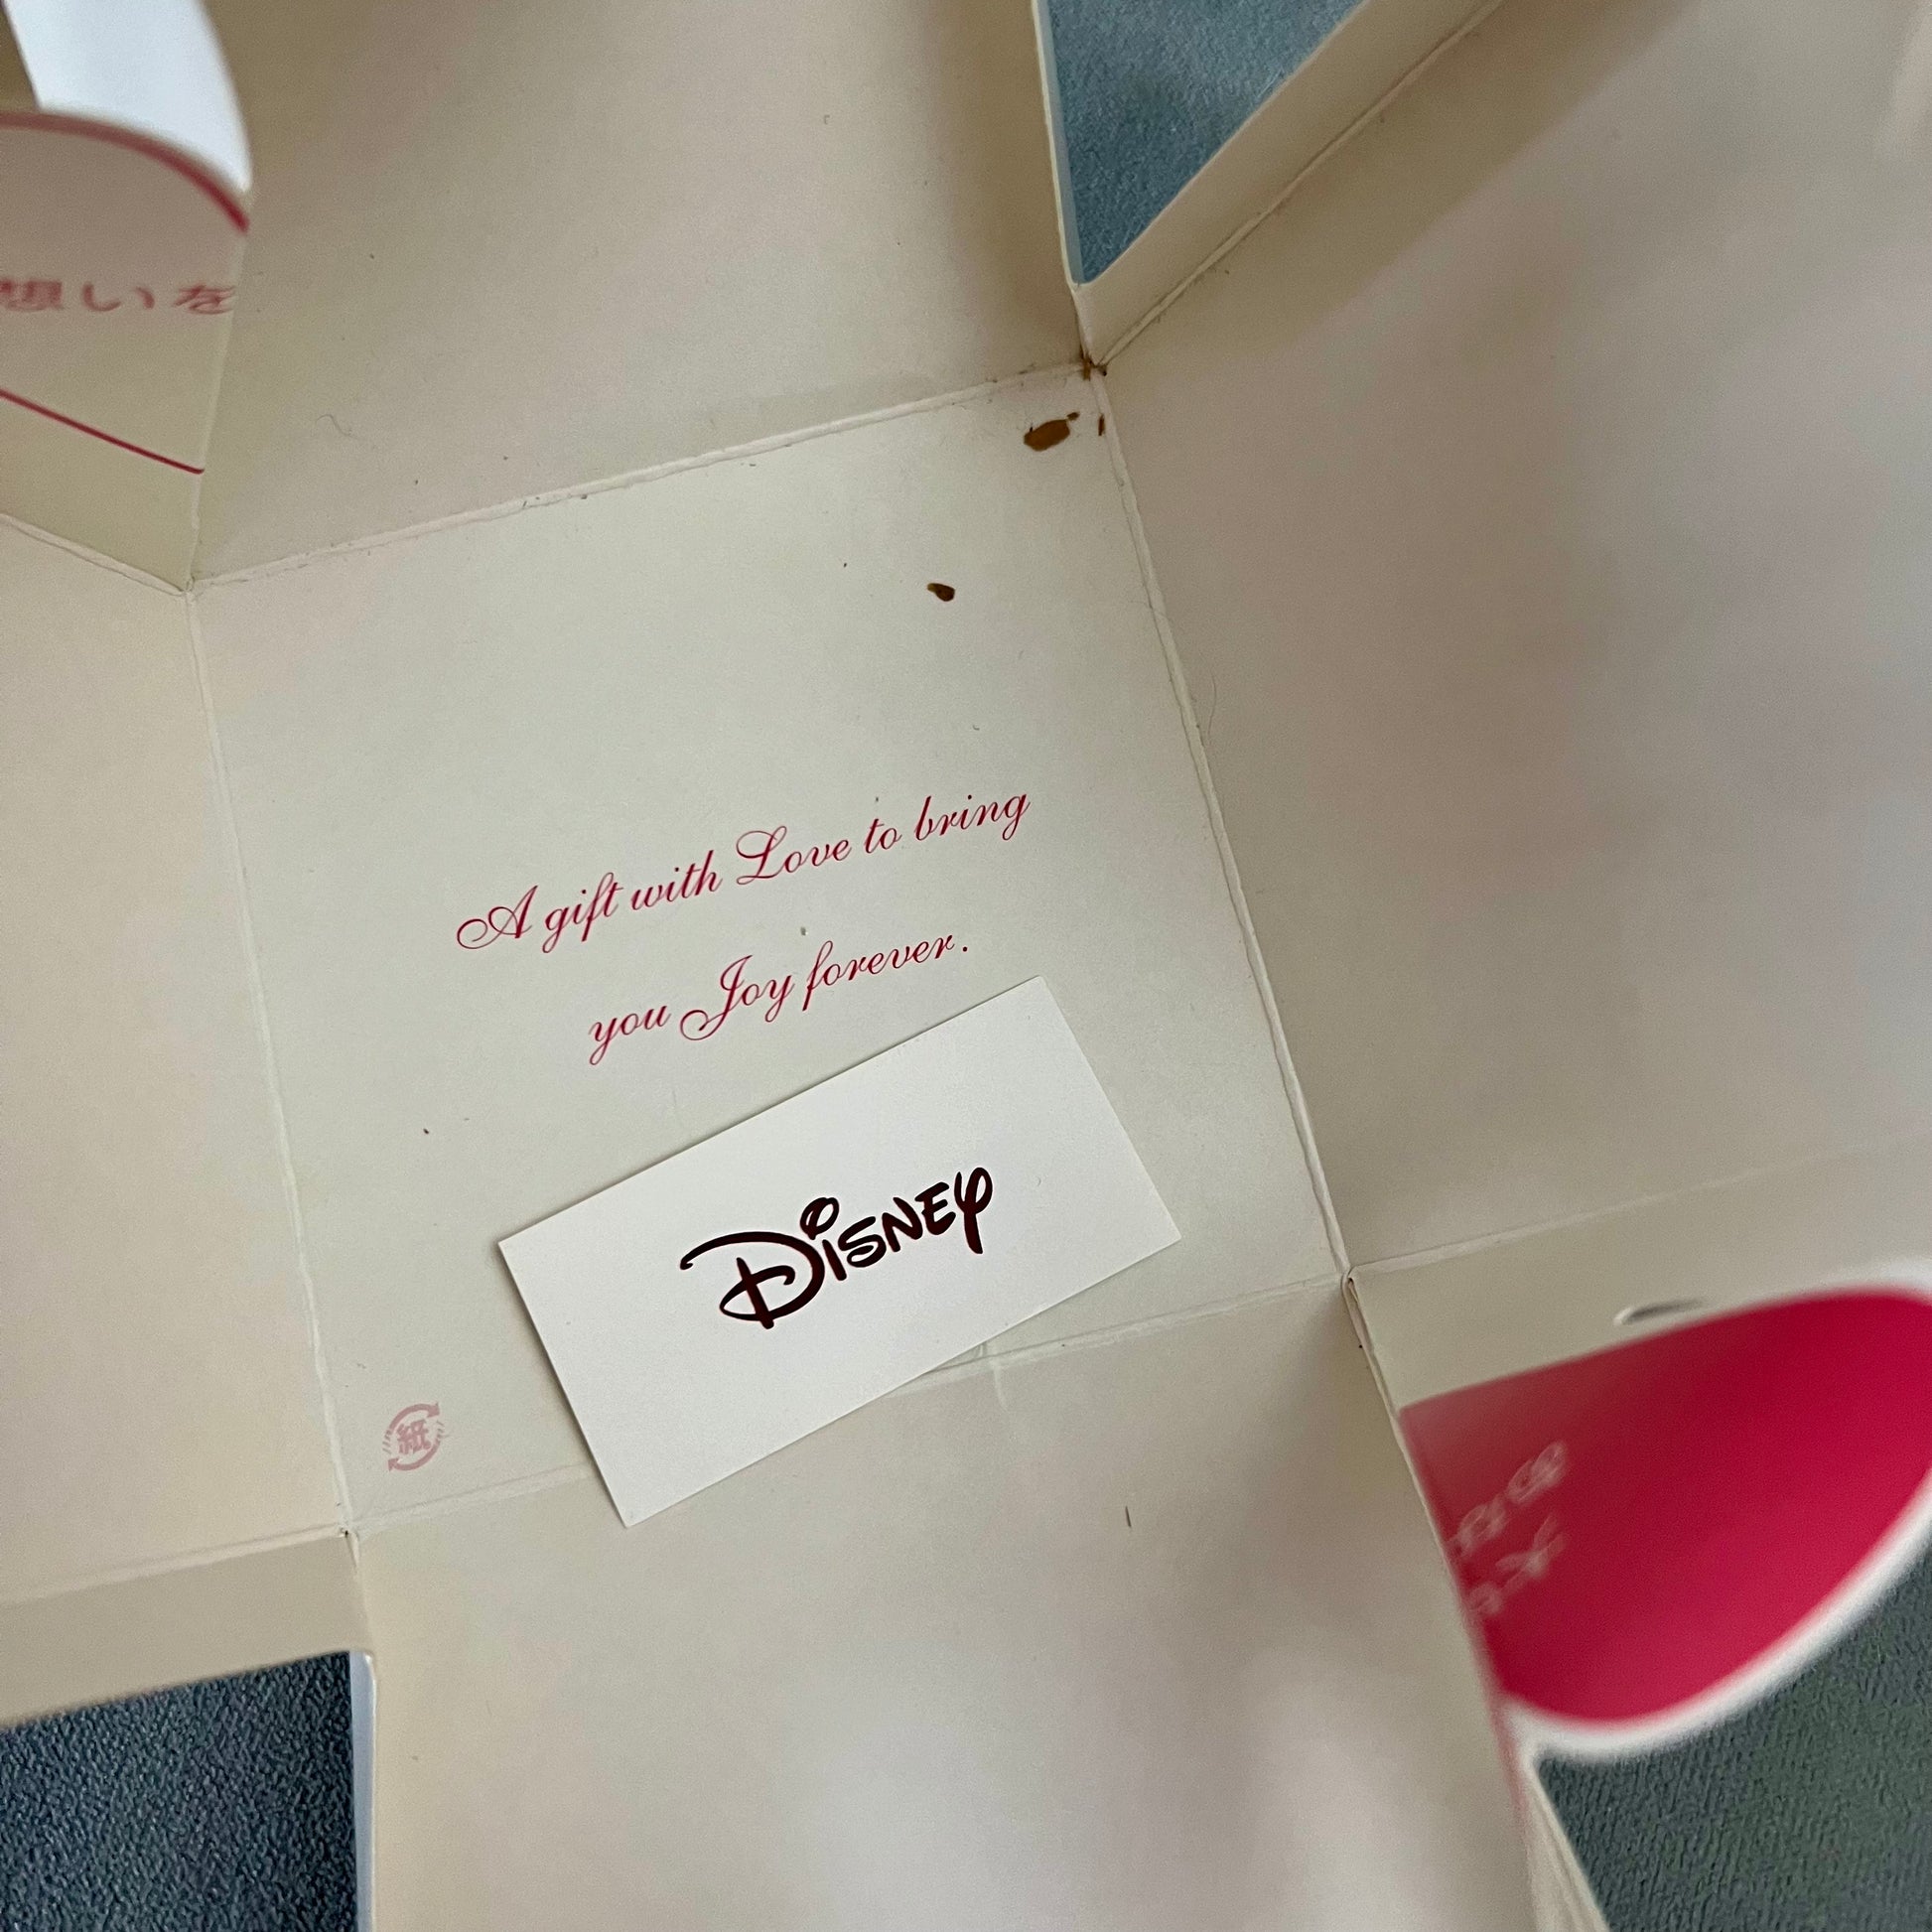 想いを
A gift with Love to bring
you Joy forever.
Disney
紙